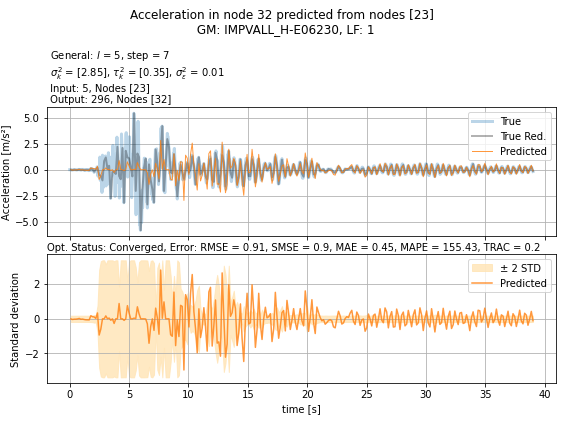 Acceleration in node 32 predicted from nodes [23]
GM: IMPVALL_H-E06230, LF: 1
General: l = 5, step = 7
σ²ₖ = [2.85], τ²ₖ = [0.35], σ²ε = 0.01
Input: 5, Nodes [23]
Output: 296, Nodes [32]
Acceleration [m/s²]
5.0
2.5
0.0
−2.5
−5.0
True
True Red.
Predicted
Opt. Status: Converged, Error: RMSE = 0.91, SMSE = 0.9, MAE = 0.45, MAPE = 155.43, TRAC = 0.2
Standard deviation
2
0
−2
± 2 STD
Predicted
0 5 10 15 20 25 30 35 40
time [s]